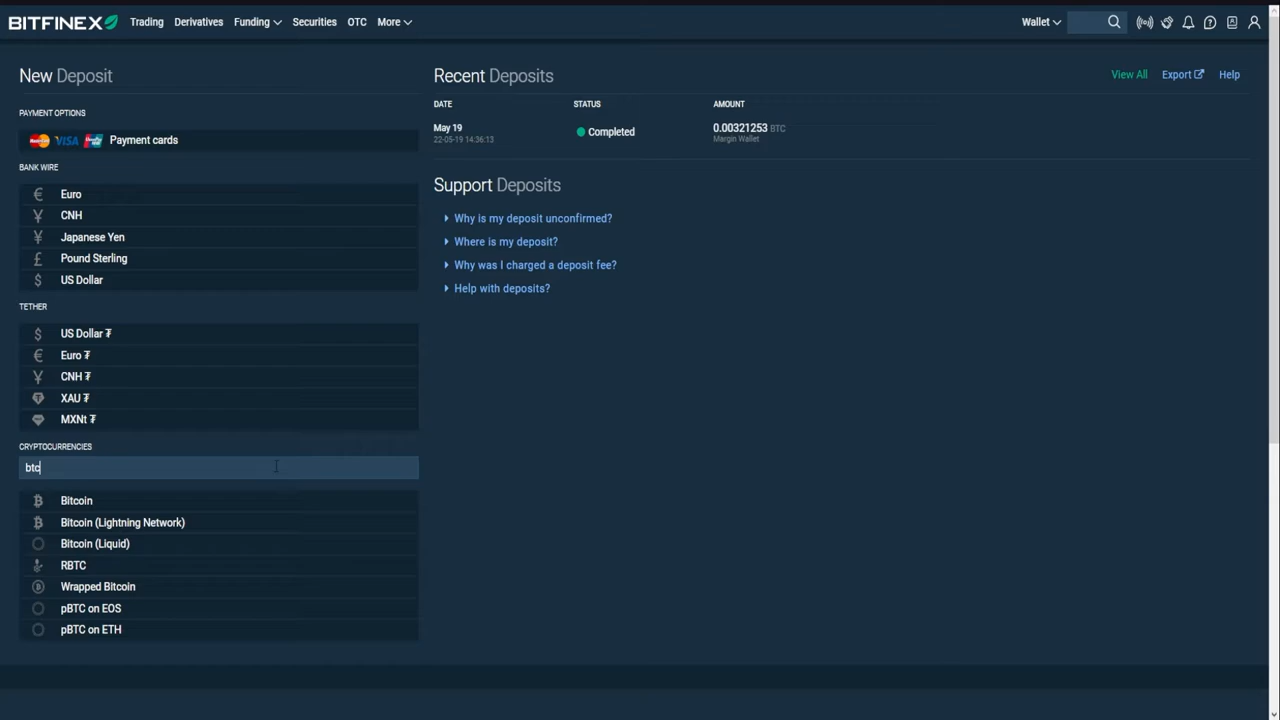 BITFINEX Trading Derivatives Funding Securities OTC More Wallet
New Deposit
PAYMENT OPTIONS
MasterCard VISA UnionPay Payment cards
BANK WIRE
€ Euro
¥ CNH
¥ Japanese Yen
£ Pound Sterling
$ US Dollar
TETHER
$ US Dollar ₮
€ Euro ₮
¥ CNH ₮
XAU ₮
MXNt ₮
CRYPTOCURRENCIES
btc
Bitcoin
Bitcoin (Lightning Network)
Bitcoin (Liquid)
RBTC
Wrapped Bitcoin
pBTC on EOS
pBTC on ETH
Recent Deposits
View All Export Help
DATE STATUS AMOUNT
May 19 Completed 0.00321253 BTC
22-05-19 14:36:13 Margin Wallet
Support Deposits
Why is my deposit unconfirmed?
Where is my deposit?
Why was I charged a deposit fee?
Help with deposits?